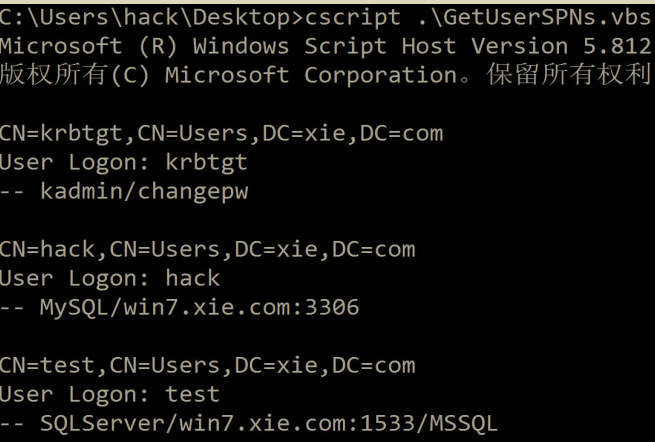 C:\Users\hack\Desktop>cscript .\GetUserSPNs.vbs
Microsoft (R) Windows Script Host Version 5.812
版权所有(C) Microsoft Corporation。保留所有权利
CN=krbtgt,CN=Users,DC=xie,DC=com
User Logon: krbtgt
-- kadmin/changepw
CN=hack,CN=Users,DC=xie,DC=com
User Logon: hack
-- MySQL/win7.xie.com:3306
CN=test,CN=Users,DC=xie,DC=com
User Logon: test
-- SQLServer/win7.xie.com:1533/MSSQL